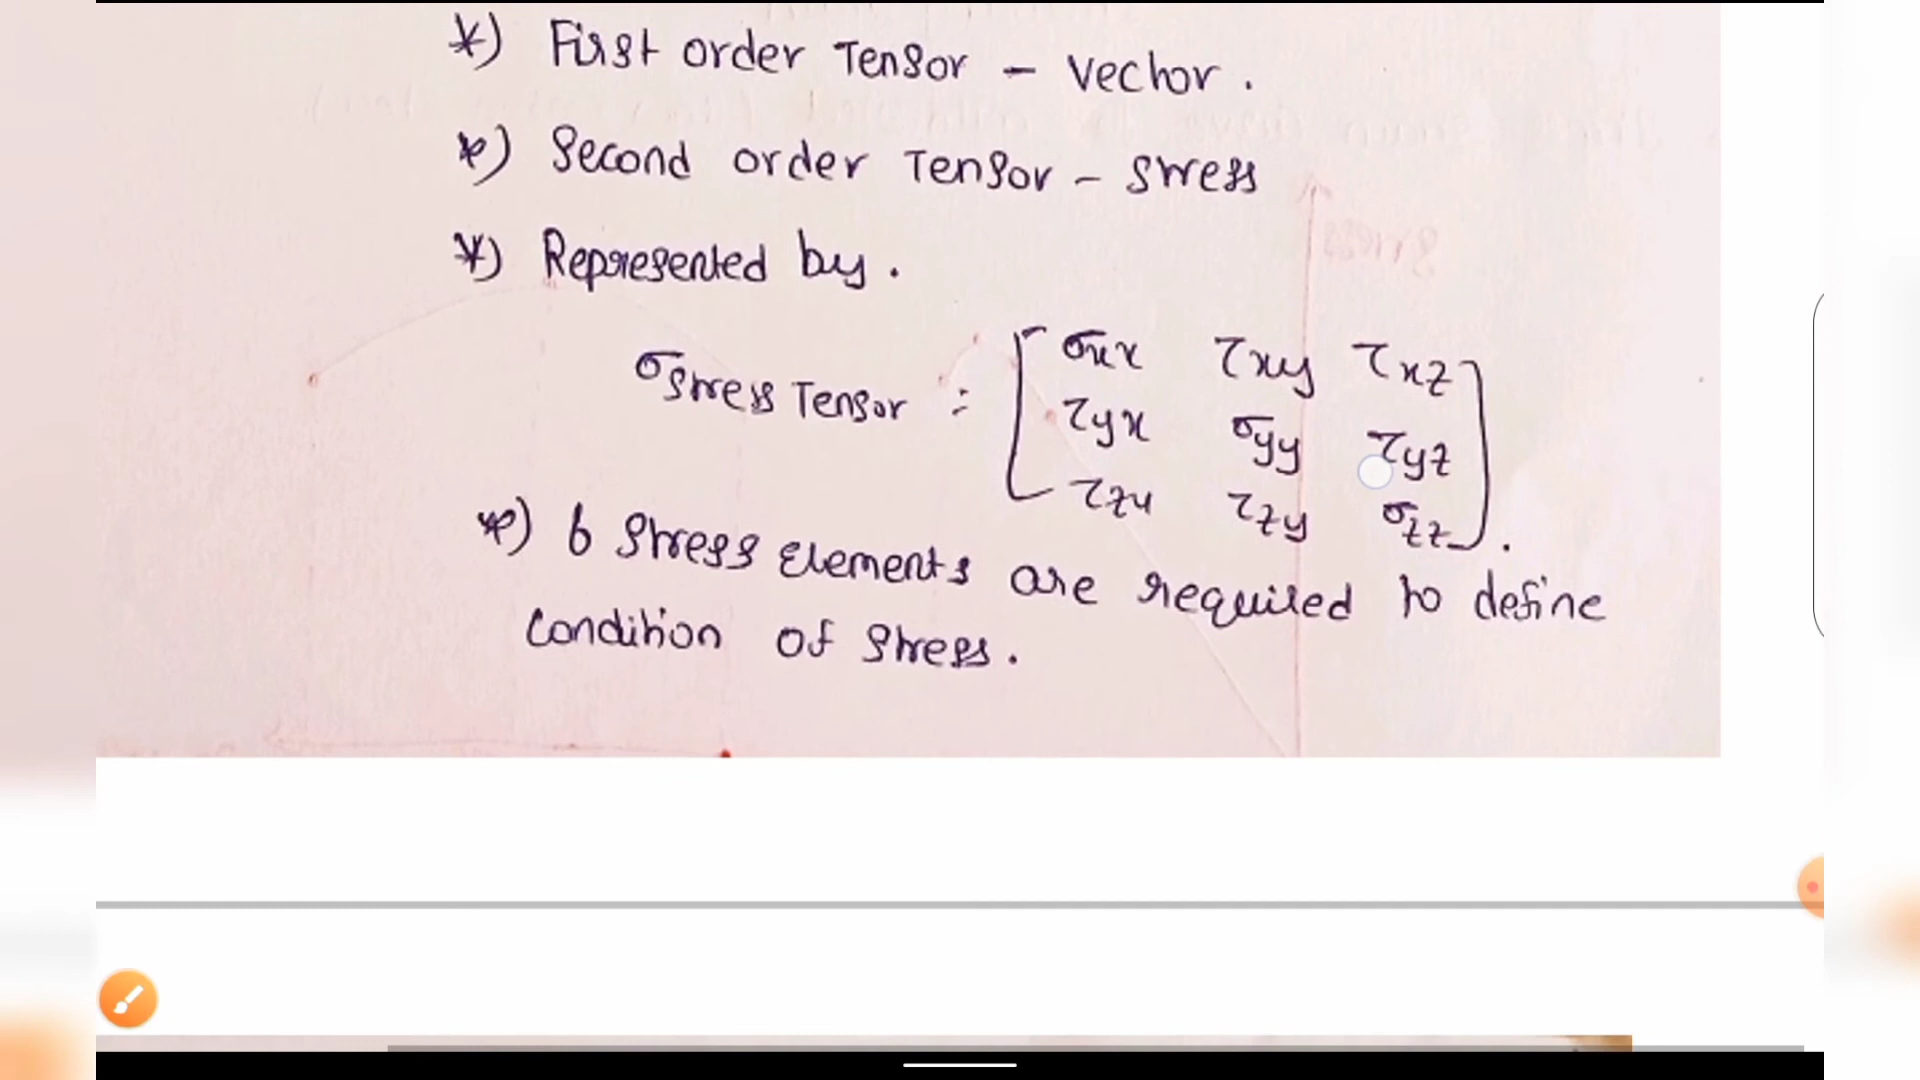 *) First order Tensor - Vector.
*) Second order Tensor - Stress
*) Represented by.
σ Stress Tensor = [ σxx τxy τxz
τyx σyy τyz
τzx τzy σzz ].
*) 6 Stress Elements are required to define
Condition of Stress.